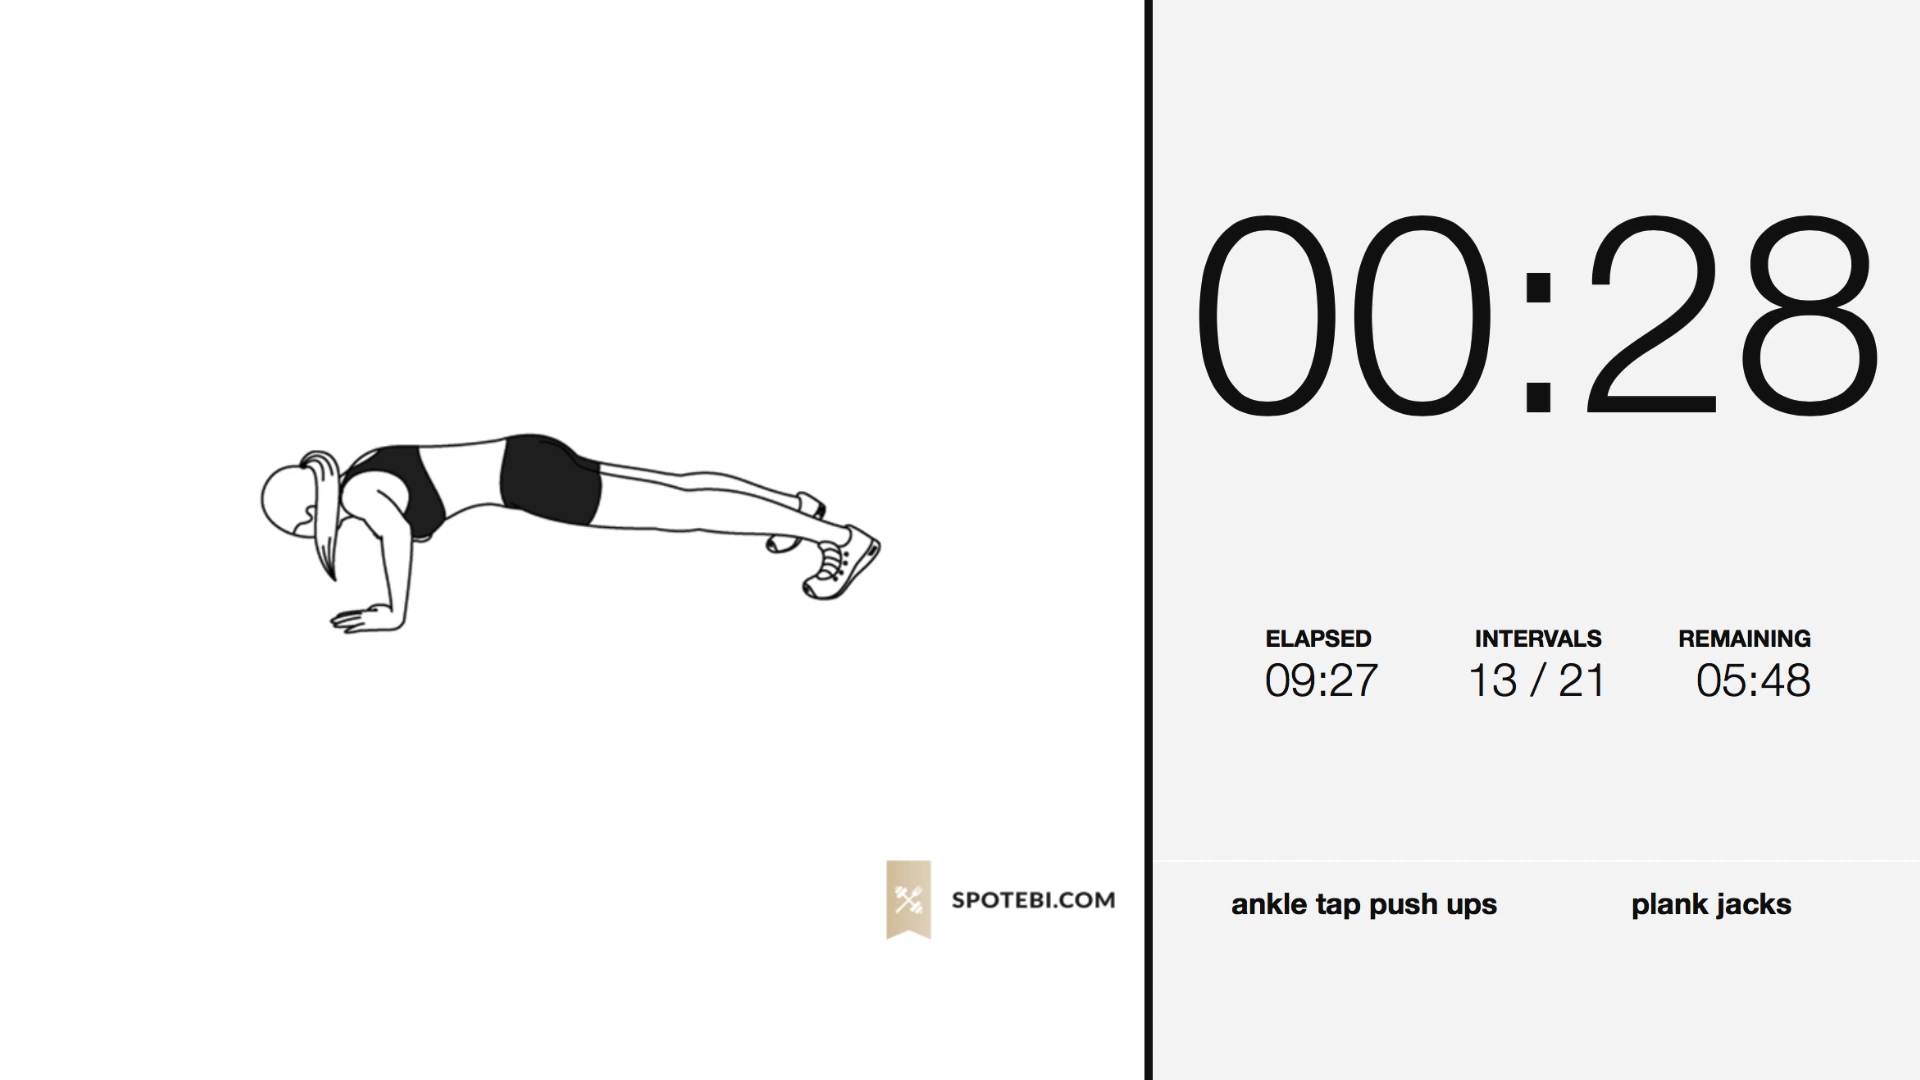 00:28
ELAPSED INTERVALS REMAINING
09:27 13 / 21 05:48
SPOTEBI.COM
ankle tap push ups plank jacks